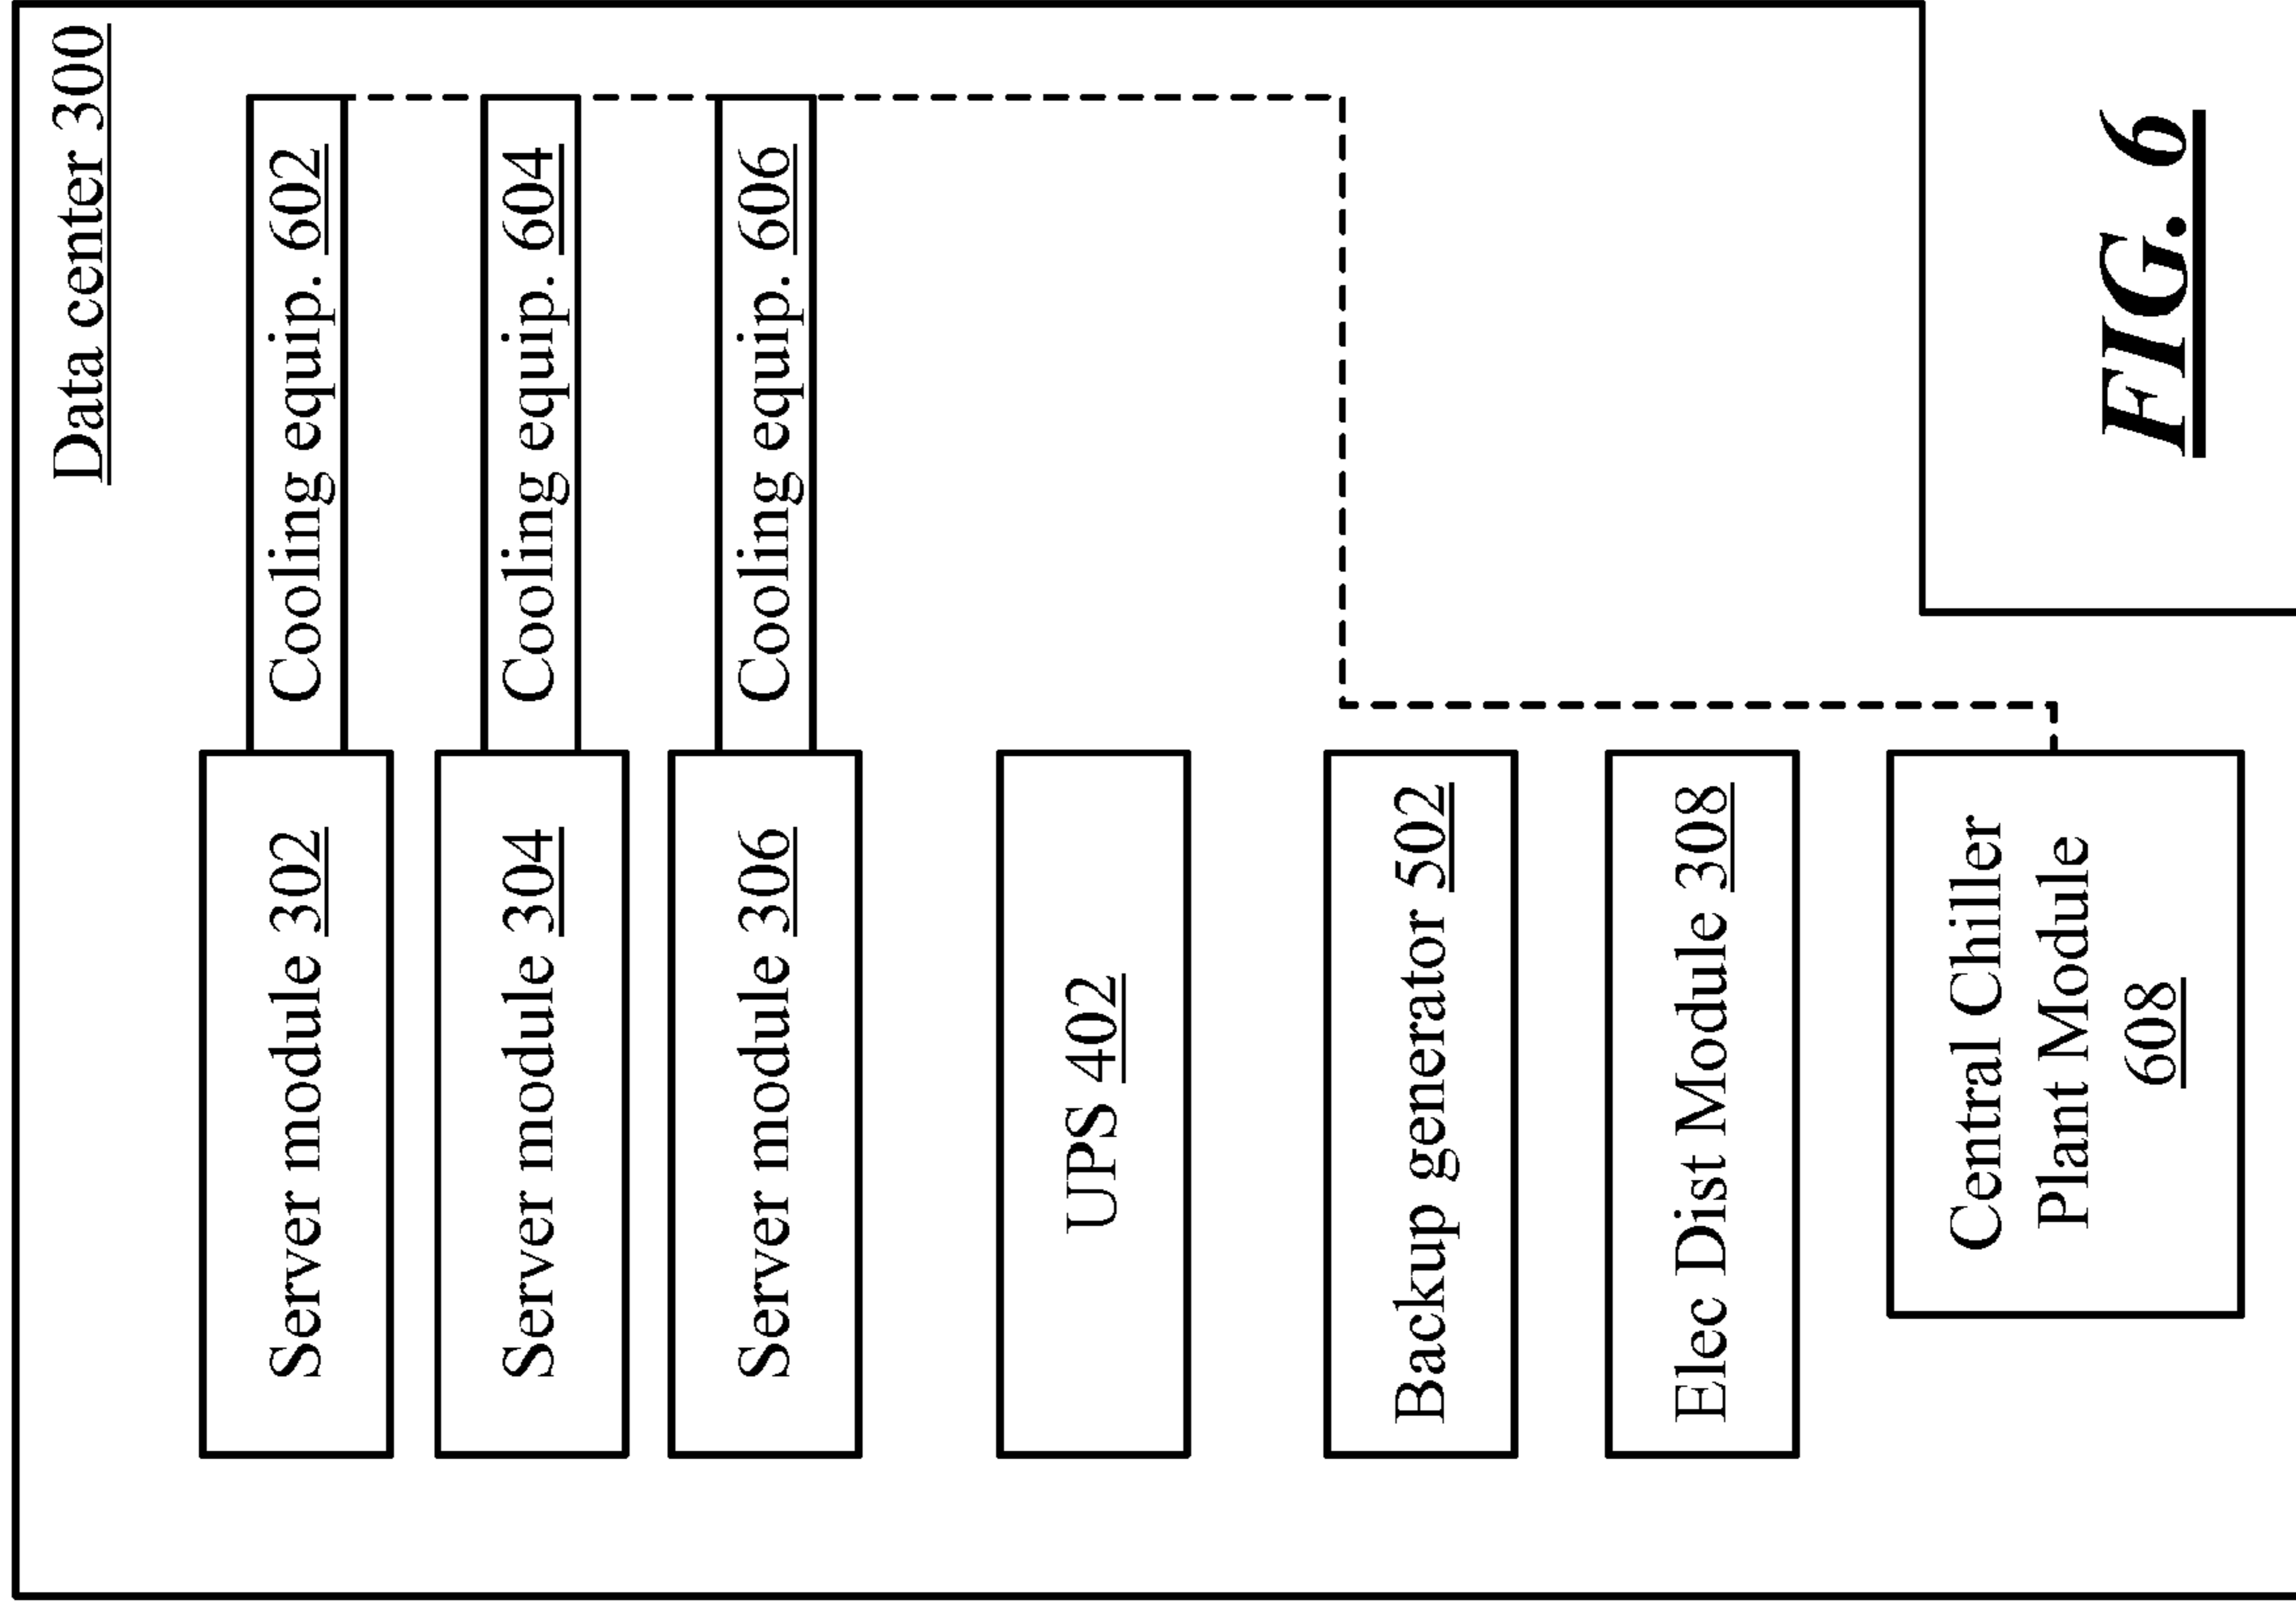 Data center 300
Cooling equip. 602
Cooling equip. 604
Cooling equip. 606
Server module 302
Server module 304
Server module 306
UPS 402
Backup generator 502
Elec Dist Module 308
Central Chiller
Plant Module
608
FIG. 6